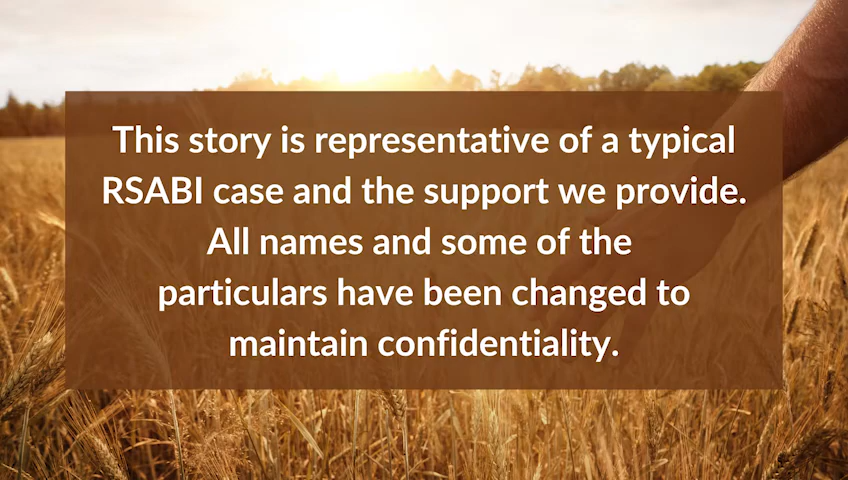 This story is representative of a typical
RSABI case and the support we provide.
All names and some of the
particulars have been changed to
maintain confidentiality.